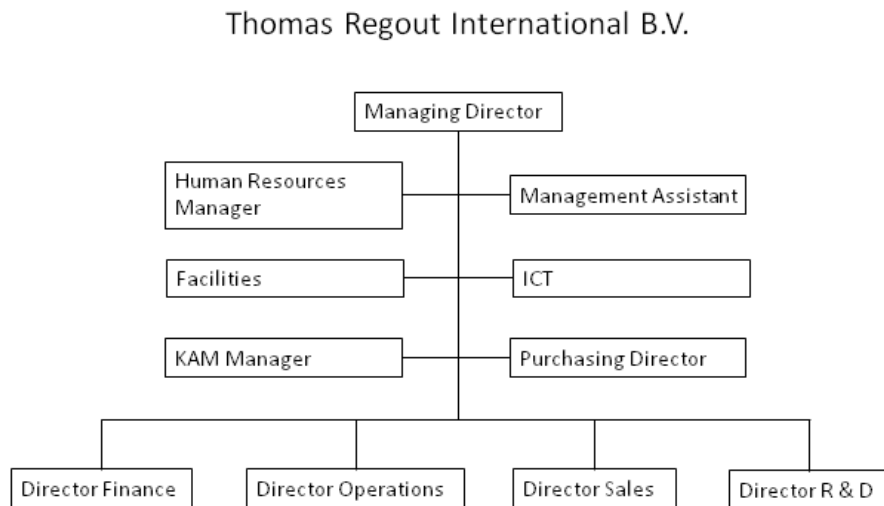 Thomas Regout International B.V.
Managing Director
Human Resources
Manager
Management Assistant
Facilities
ICT
KAM Manager
Purchasing Director
Director Finance
Director Operations
Director Sales
Director R & D